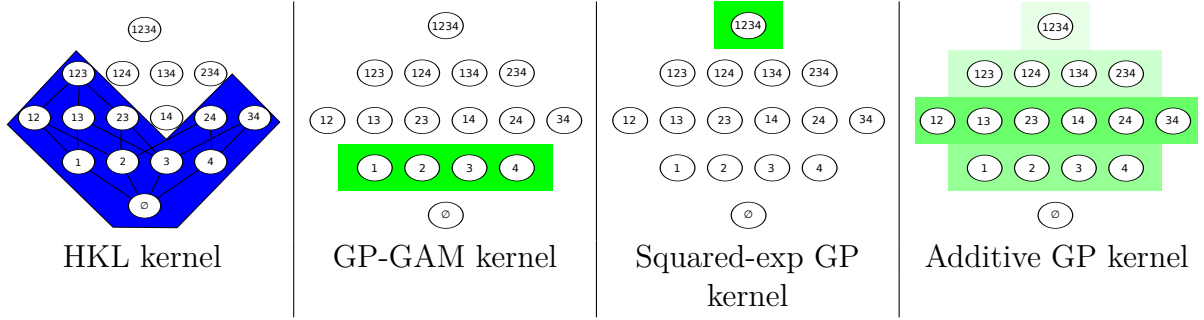 1234
123 124 134 234
12 13 23 14 24 34
1 2 3 4
∅
HKL kernel
1234
123 124 134 234
12 13 23 14 24 34
1 2 3 4
∅
GP-GAM kernel
1234
123 124 134 234
12 13 23 14 24 34
1 2 3 4
∅
Squared-exp GP
kernel
1234
123 124 134 234
12 13 23 14 24 34
1 2 3 4
∅
Additive GP kernel